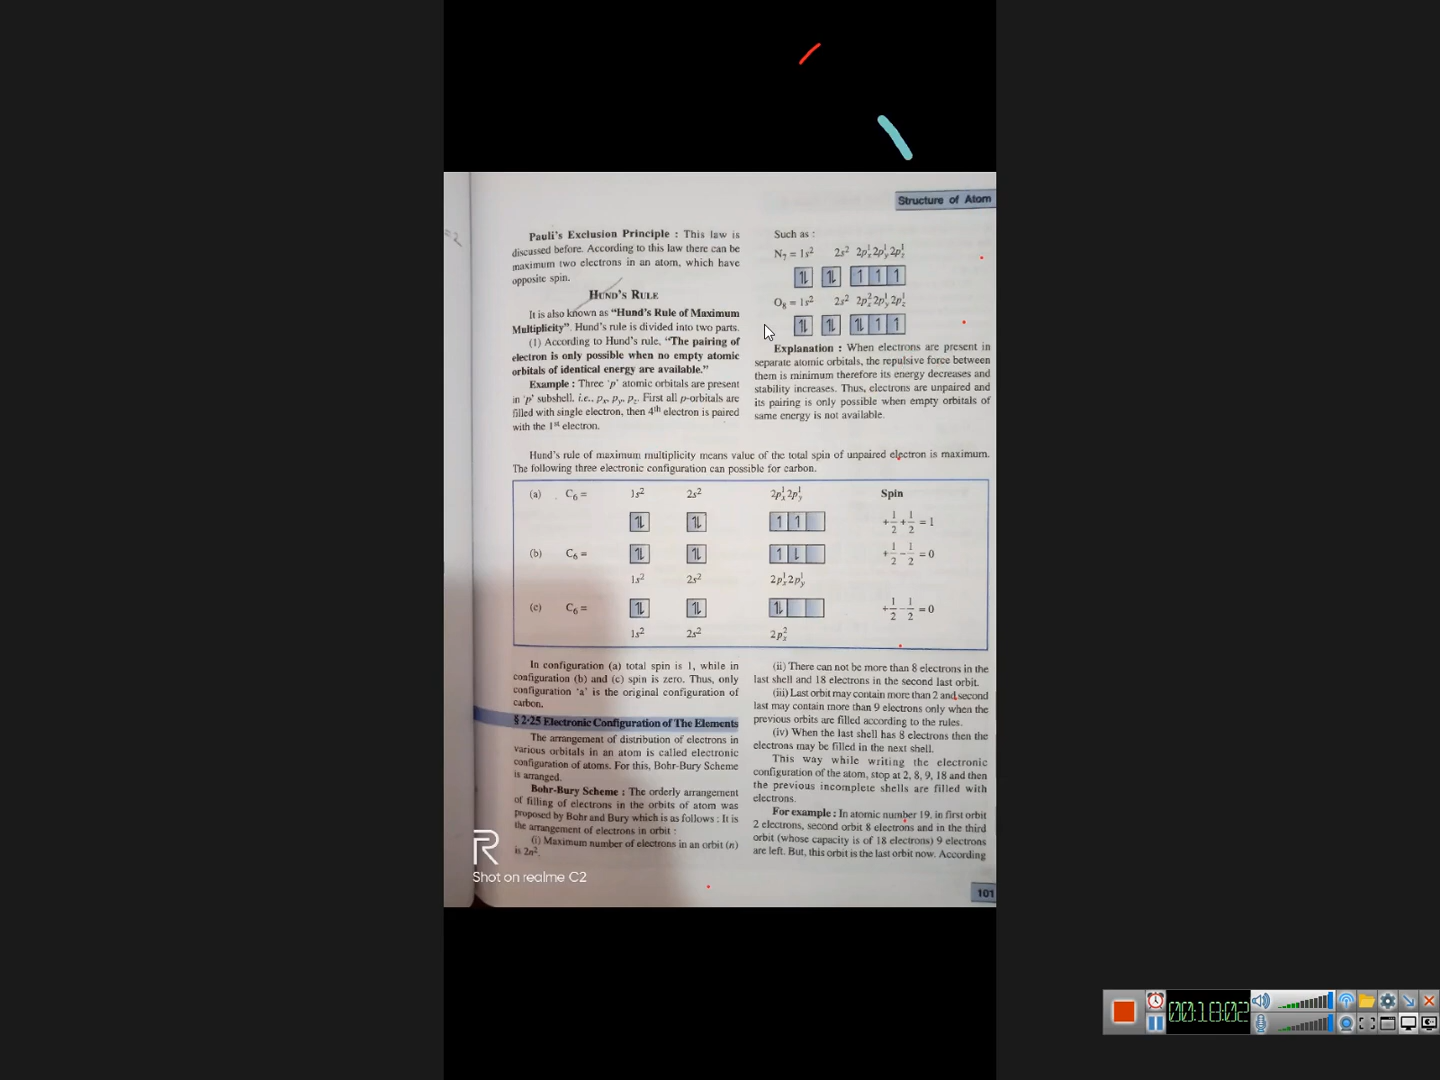 Structure of Atom
Pauli's Exclusion Principle : This law is
discussed before. According to this law there can be
maximum two electrons in an atom, which have
opposite spin.
HUND'S RULE
It is also known as "Hund's Rule of Maximum
Multiplicity". Hund's rule is divided into two parts.
(1) According to Hund's rule, "The pairing of
electron is only possible when no empty atomic
orbitals of identical energy are available."
Example : Three 'p' atomic orbitals are present
in 'p' subshell, i.e., px, py, pz. First all p-orbitals are
filled with single electron, then 4th electron is paired
with the 1st electron.
Such as :
N7 = 1s² 2s² 2px¹ 2py¹ 2pz¹
⥮ ⥮ 1 1 1
O8 = 1s² 2s² 2px² 2py¹ 2pz¹
⥮ ⥮ ⥮ 1 1
Explanation : When electrons are present in
separate atomic orbitals, the repulsive force between
them is minimum therefore its energy decreases and
stability increases. Thus, electrons are unpaired and
its pairing is only possible when empty orbitals of
same energy is not available.
Hund's rule of maximum multiplicity means value of the total spin of unpaired electron is maximum.
The following three electronic configuration can possible for carbon.
(a) C6 = 1s² 2s² 2px¹ 2py¹ Spin
⥮ ⥮ 1 1 +1/2 + 1/2 = 1
(b) C6 = ⥮ ⥮ 1 ⇂ +1/2 - 1/2 = 0
1s² 2s² 2px¹ 2py¹
(c) C6 = ⥮ ⥮ ⥮ +1/2 - 1/2 = 0
1s² 2s² 2px²
In configuration (a) total spin is 1, while in
configuration (b) and (c) spin is zero. Thus, only
configuration 'a' is the original configuration of
carbon.
§ 2·25 Electronic Configuration of The Elements
The arrangement of distribution of electrons in
various orbitals in an atom is called electronic
configuration of atoms. For this, Bohr-Bury Scheme
is arranged.
Bohr-Bury Scheme : The orderly arrangement
of filling of electrons in the orbits of atom was
proposed by Bohr and Bury which is as follows : It is
the arrangement of electrons in orbit :
(i) Maximum number of electrons in an orbit (n)
is 2n².
(ii) There can not be more than 8 electrons in the
last shell and 18 electrons in the second last orbit.
(iii) Last orbit may contain more than 2 and second
last may contain more than 9 electrons only when the
previous orbits are filled according to the rules.
(iv) When the last shell has 8 electrons then the
electrons may be filled in the next shell.
This way while writing the electronic
configuration of the atom, stop at 2, 8, 9, 18 and then
the previous incomplete shells are filled with
electrons.
For example : In atomic number 19, in first orbit
2 electrons, second orbit 8 electrons and in the third
orbit (whose capacity is of 18 electrons) 9 electrons
are left. But, this orbit is the last orbit now. According
101
R
Shot on realme C2
00:18:02